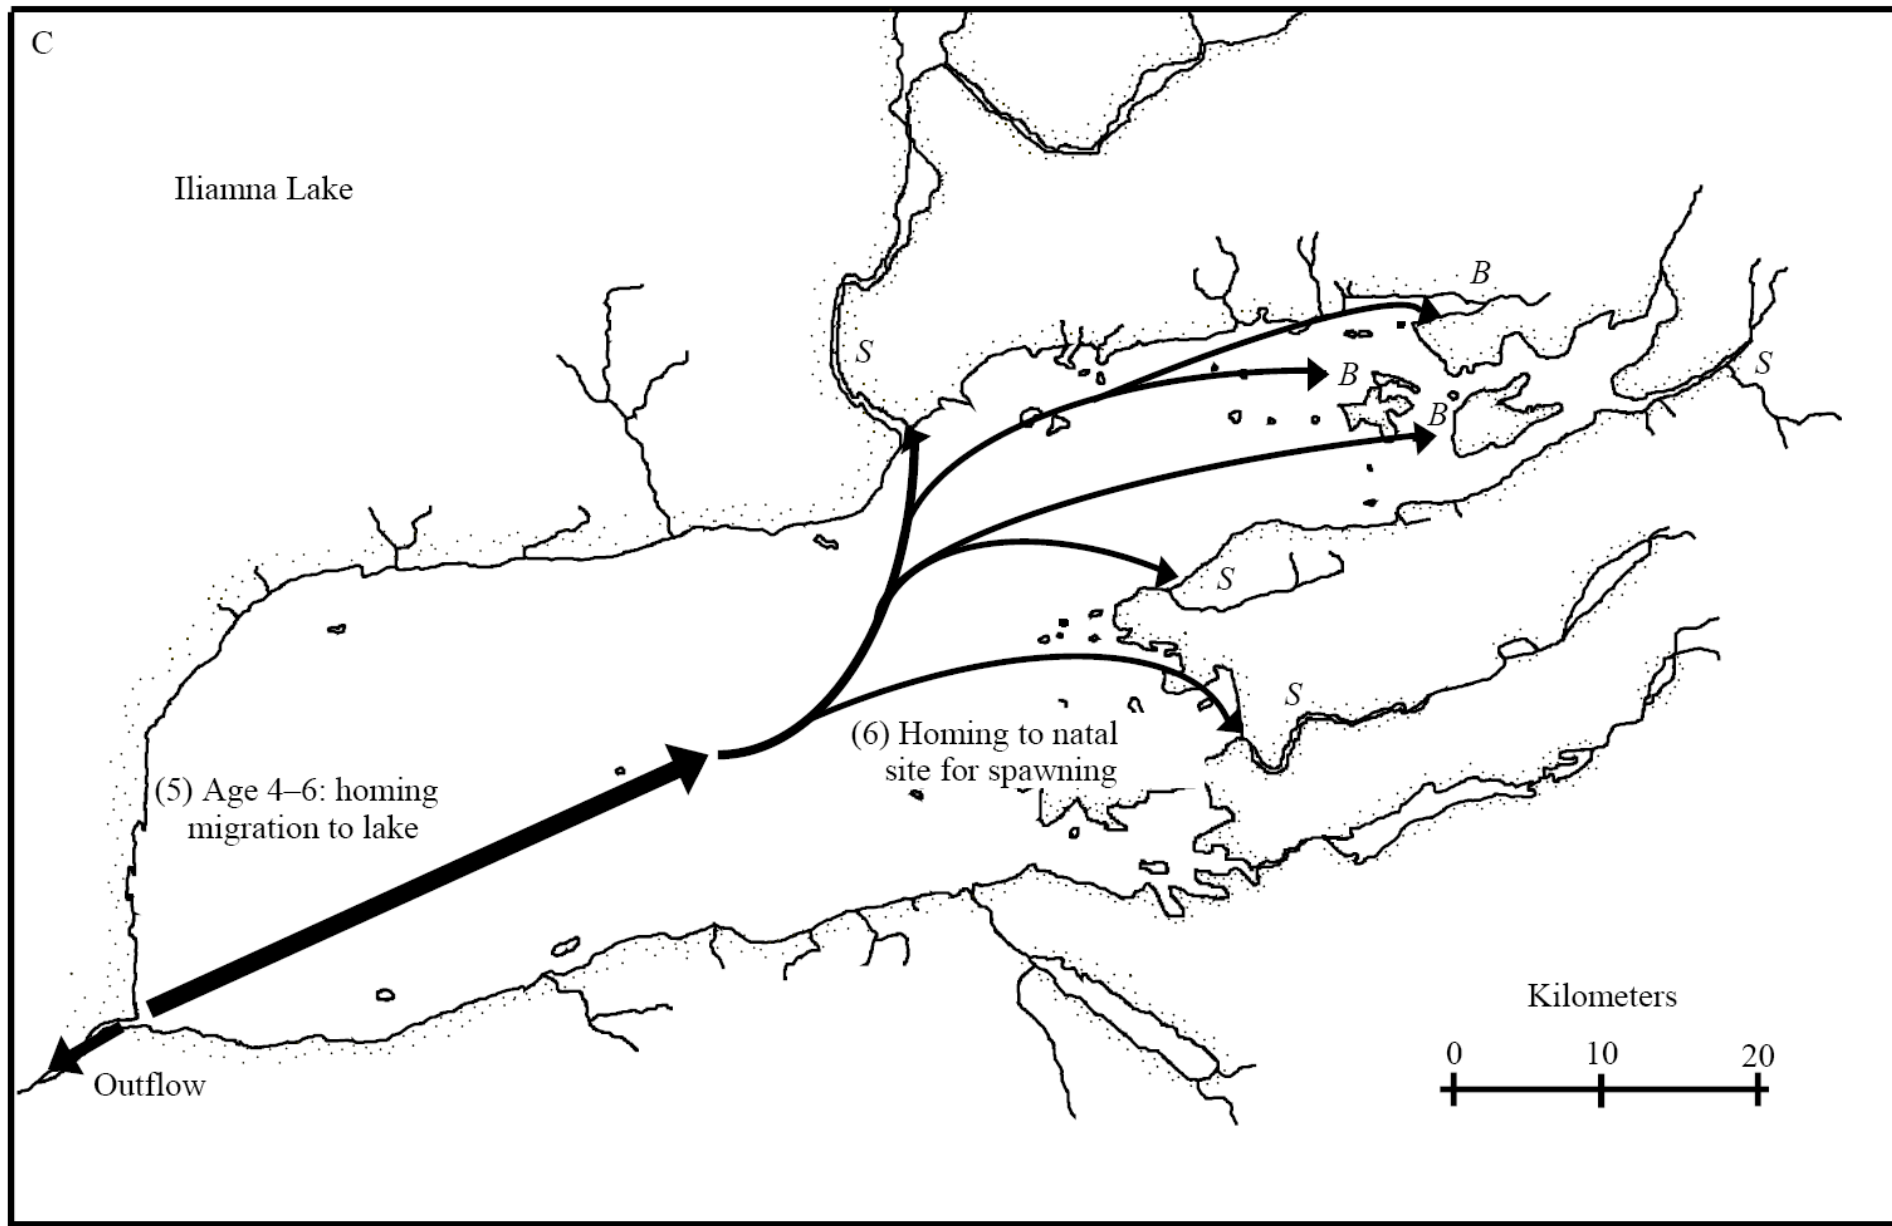 C
Iliamna Lake
B
S
S
B
B
S
S
(6) Homing to natal
site for spawning
(5) Age 4–6: homing
migration to lake
Kilometers
0 10 20
Outflow